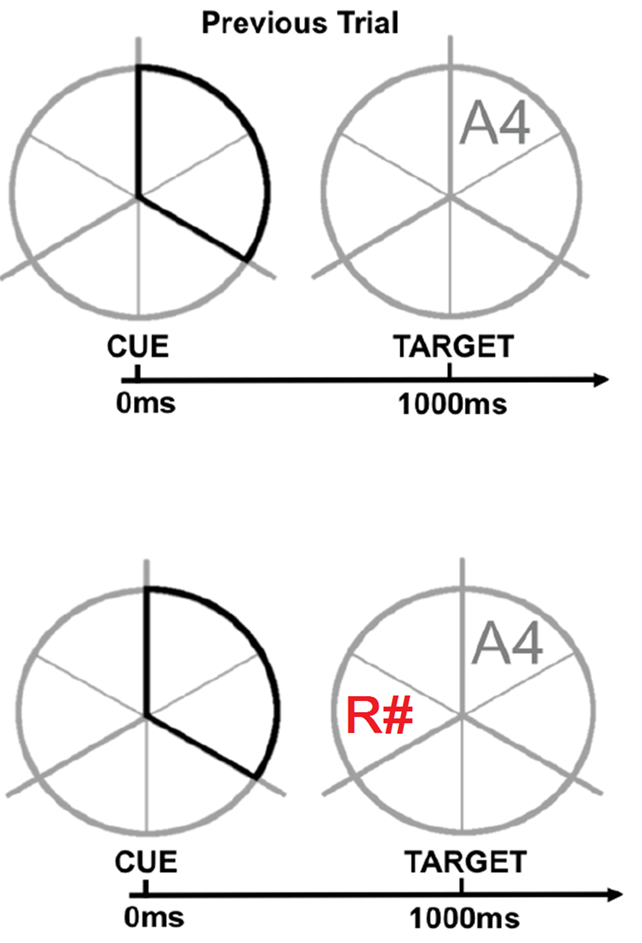 Previous Trial
A4
CUE TARGET
0ms 1000ms
A4
R#
CUE TARGET
0ms 1000ms